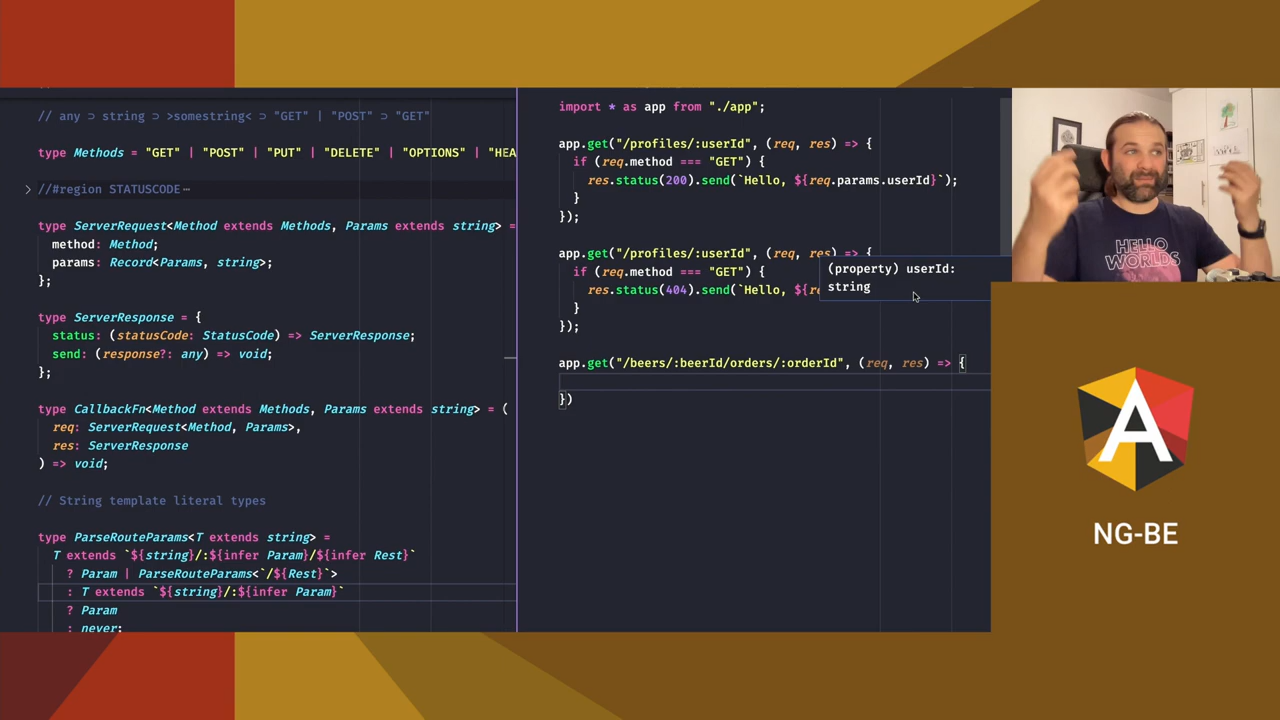 // any ⊃ string ⊃ >somestring< ⊃ "GET" | "POST" ⊃ "GET"
type Methods = "GET" | "POST" | "PUT" | "DELETE" | "OPTIONS" | "HEA
//#region STATUSCODE ⋯
type ServerRequest<Method extends Methods, Params extends string> =
method: Method;
params: Record<Params, string>;
};
type ServerResponse = {
status: (statusCode: StatusCode) => ServerResponse;
send: (response?: any) => void;
};
type CallbackFn<Method extends Methods, Params extends string> = (
req: ServerRequest<Method, Params>,
res: ServerResponse
) => void;
// String template literal types
type ParseRouteParams<T extends string> =
T extends `${string}/:${infer Param}/${infer Rest}`
? Param | ParseRouteParams<`/${Rest}`>
: T extends `${string}/:${infer Param}`
? Param
: never;
import * as app from "./app";
app.get("/profiles/:userId", (req, res) => {
if (req.method === "GET") {
res.status(200).send(`Hello, ${req.params.userId}`);
}
});
app.get("/profiles/:userId", (req, res) => {
if (req.method === "GET") {
res.status(404).send(`Hello, ${re
}
});
(property) userId:
string
app.get("/beers/:beerId/orders/:orderId", (req, res) => {
})
HELLO
WORLDS
A
NG-BE